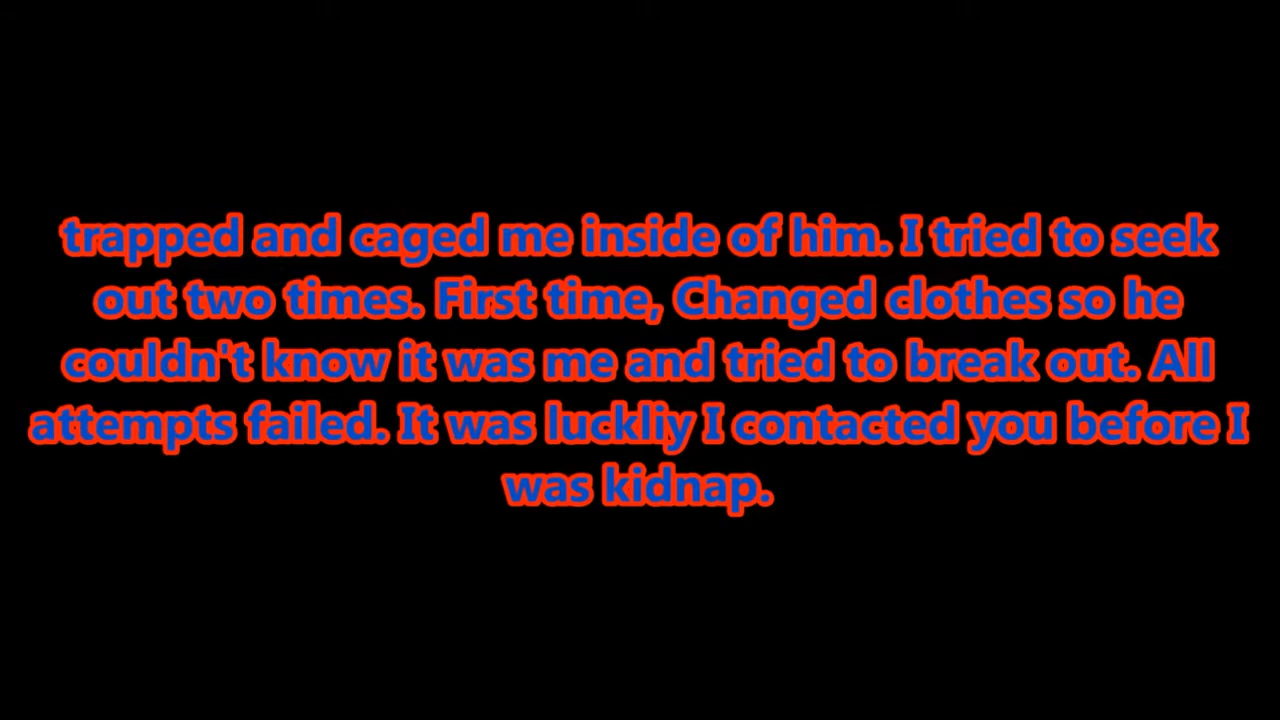 trapped and caged me inside of him. I tried to seek
out two times. First time, Changed clothes so he
couldn't know it was me and tried to break out. All
attempts failed. It was luckliy I contacted you before I
was kidnap.